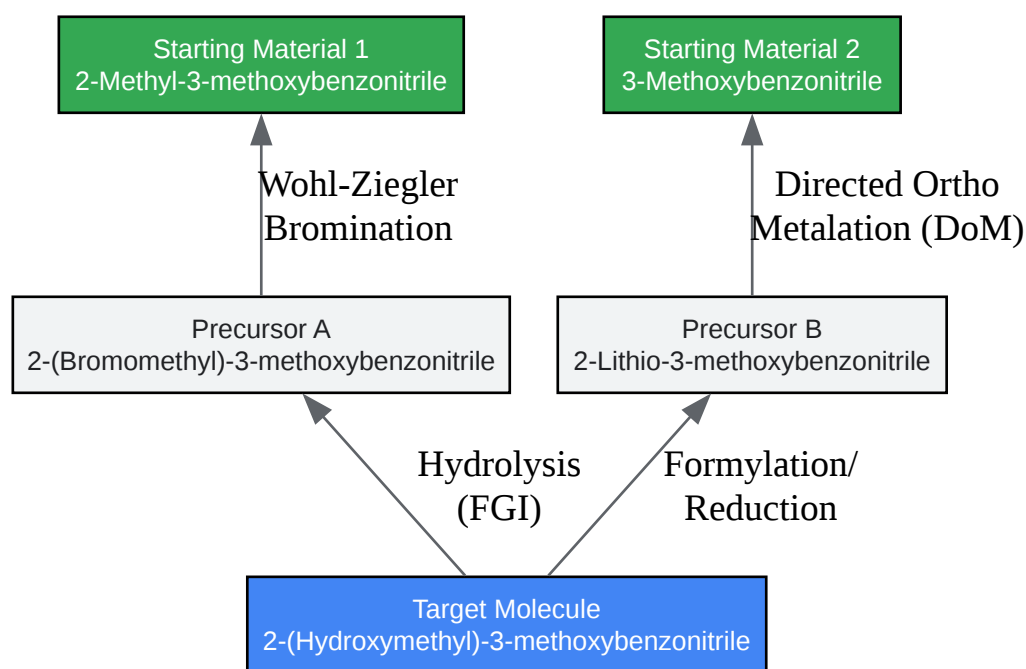 Starting Material 1
2-Methyl-3-methoxybenzonitrile
Starting Material 2
3-Methoxybenzonitrile
Wohl-Ziegler
Bromination
Directed Ortho
Metalation (DoM)
Precursor A
2-(Bromomethyl)-3-methoxybenzonitrile
Precursor B
2-Lithio-3-methoxybenzonitrile
Hydrolysis
(FGI)
Formylation/
Reduction
Target Molecule
2-(Hydroxymethyl)-3-methoxybenzonitrile